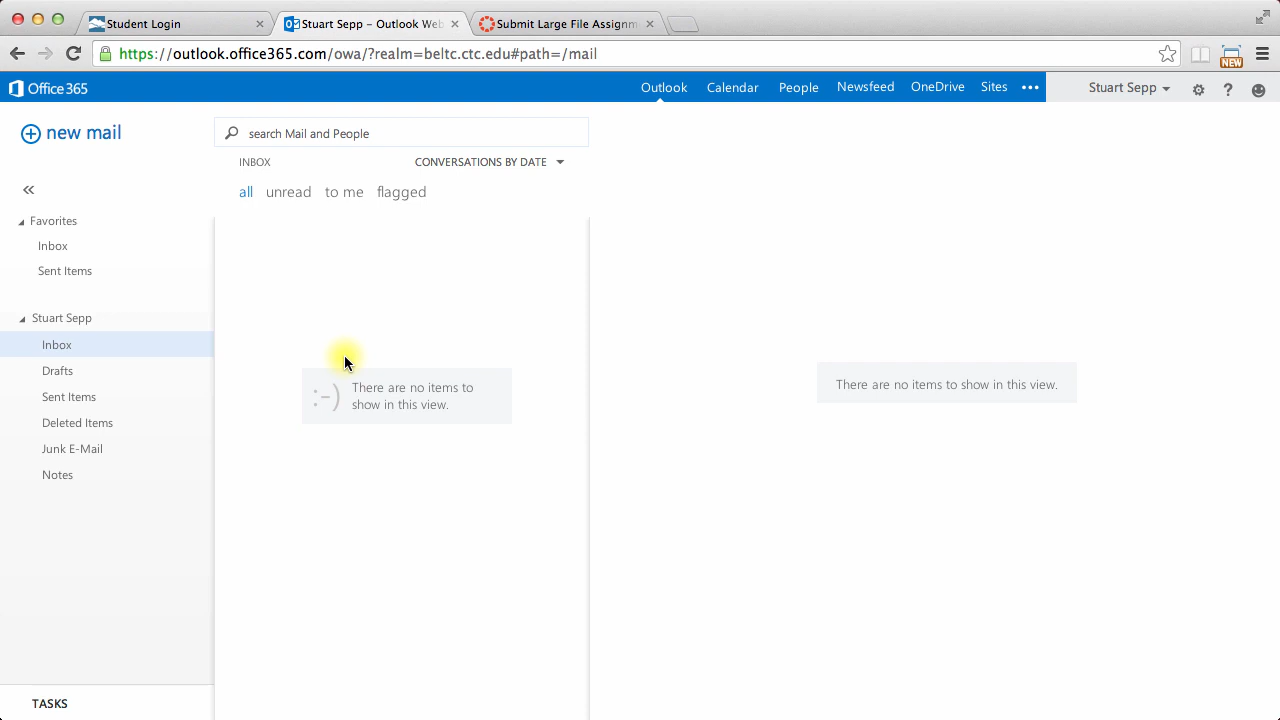 Student Login
Stuart Sepp – Outlook Web
Submit Large File Assignm
https://outlook.office365.com/owa/?realm=beltc.ctc.edu#path=/mail
NEW
Office 365
Outlook
Calendar
People
Newsfeed
OneDrive
Sites
•••
Stuart Sepp
?
new mail
search Mail and People
INBOX
CONVERSATIONS BY DATE
all unread to me flagged
Favorites
Inbox
Sent Items
Stuart Sepp
Inbox
Drafts
Sent Items
Deleted Items
Junk E-Mail
Notes
TASKS
:-)
There are no items to
show in this view.
There are no items to show in this view.